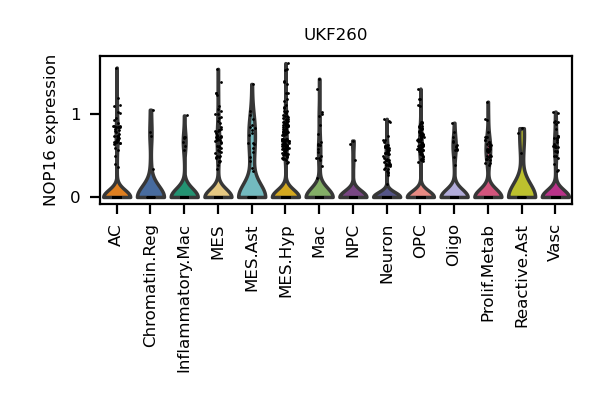 UKF260
NOP16 expression
1
0
AC
Chromatin.Reg
Inflammatory.Mac
MES
MES.Ast
MES.Hyp
Mac
NPC
Neuron
OPC
Oligo
Prolif.Metab
Reactive.Ast
Vasc